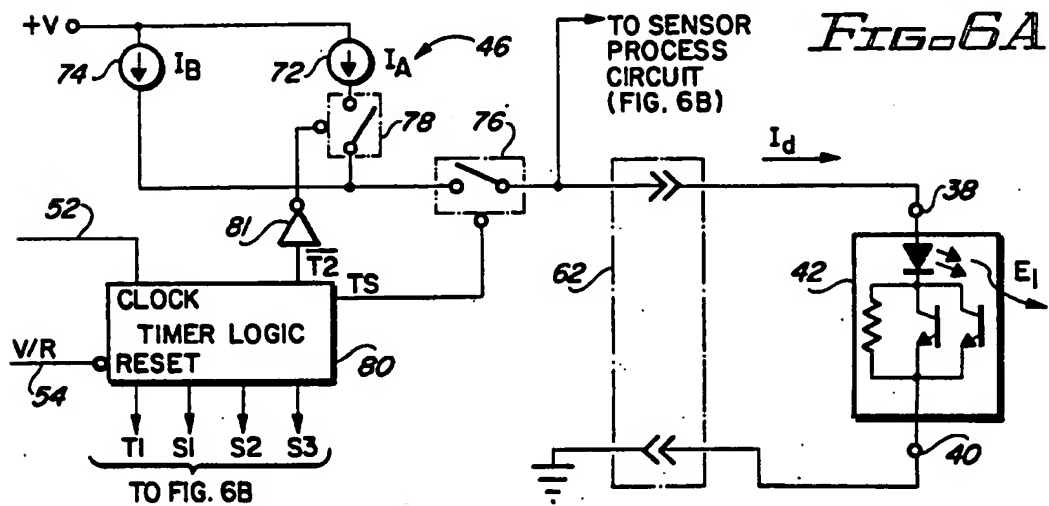 FIG. 6A
+V
74
I_B
72
I_A
46
TO SENSOR
PROCESS
CIRCUIT
(FIG. 6B)
78
76
I_d
52
81
T2
TS
38
62
42
E_1
CLOCK
TIMER LOGIC
RESET
V/R
54
80
T1 S1 S2 S3
TO FIG. 6B
40